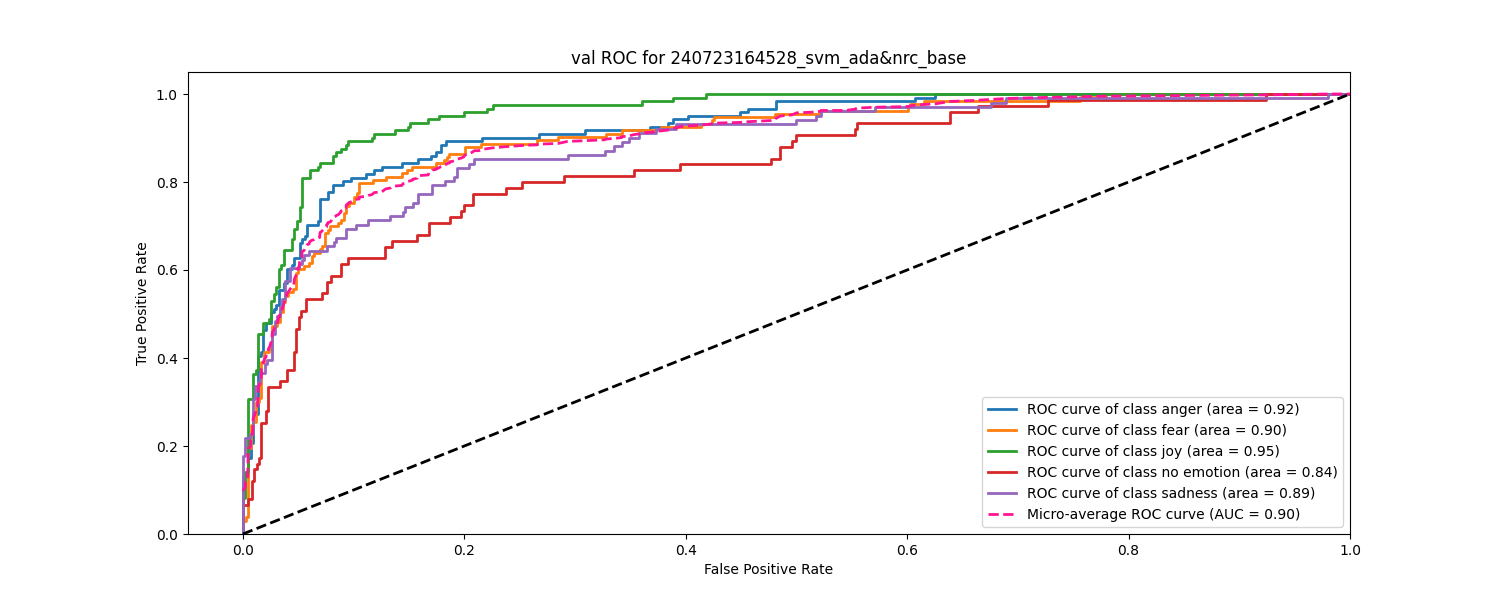 val ROC for 240723164528_svm_ada&nrc_base
True Positive Rate
1.0
0.8
0.6
0.4
0.2
0.0
ROC curve of class anger (area = 0.92)
ROC curve of class fear (area = 0.90)
ROC curve of class joy (area = 0.95)
ROC curve of class no emotion (area = 0.84)
ROC curve of class sadness (area = 0.89)
Micro-average ROC curve (AUC = 0.90)
0.0 0.2 0.4 0.6 0.8 1.0
False Positive Rate